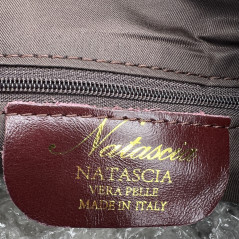 Natascia
NATASCIA
VERA PELLE
MADE IN ITALY